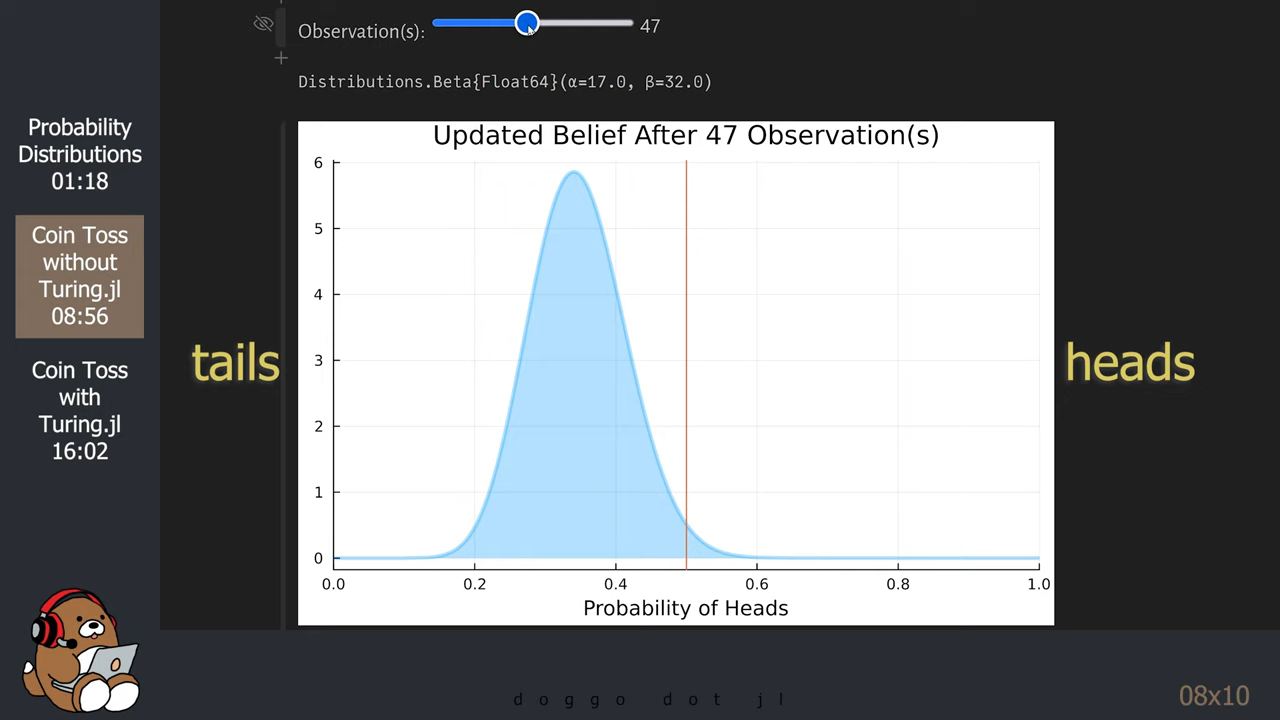 Observation(s): 47
Distributions.Beta{Float64}(α=17.0, β=32.0)
Probability
Distributions
01:18
Coin Toss
without
Turing.jl
08:56
Coin Toss
with
Turing.jl
16:02
Updated Belief After 47 Observation(s)
6
5
4
3
2
1
0
0.0 0.2 0.4 0.6 0.8 1.0
Probability of Heads
tails
heads
doggo dot jl
08x10